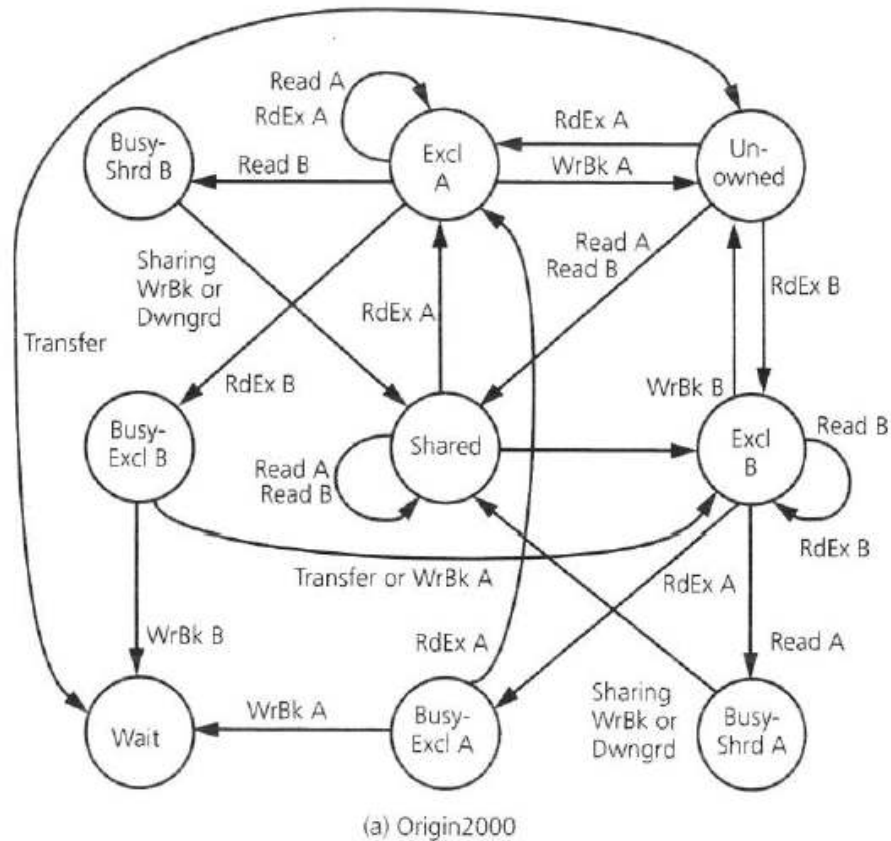 Read A
RdEx A
Busy-
Shrd B
Excl
A
Un-
owned
RdEx A
Read B
WrBk A
Sharing
WrBk or
Dwngrd
Read A
Read B
RdEx A
RdEx B
Transfer
RdEx B
WrBk B
Busy-
Excl B
Shared
Excl
B
Read B
Read A
Read B
RdEx B
Transfer or WrBk A
RdEx A
WrBk B
RdEx A
Read A
Wait
WrBk A
Busy-
Excl A
Sharing
WrBk or
Dwngrd
Busy-
Shrd A
(a) Origin2000